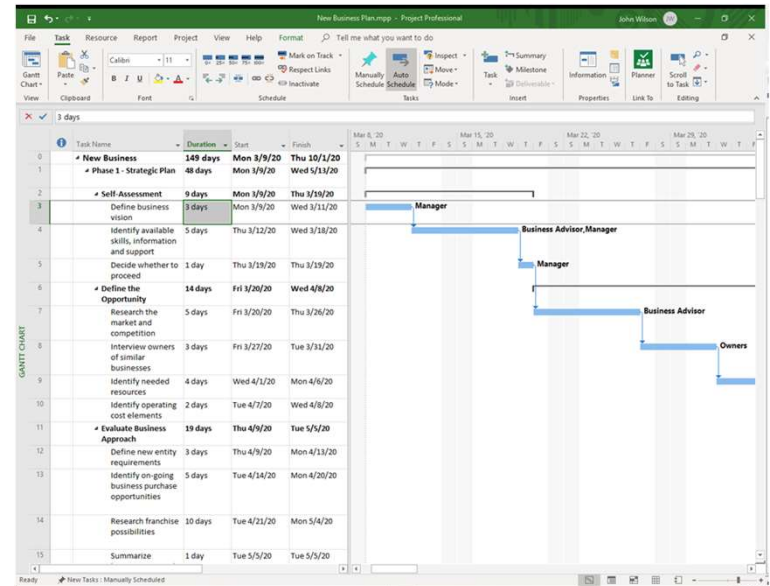 New Business Plan.mpp - Project Professional
John Wilson
JW
File Task Resource Report Project View Help Format Tell me what you want to do
Gantt Chart
Paste
Calibri 11
B I U A
Mark on Track
Respect Links
Inactivate
Manually Schedule
Auto Schedule
Inspect
Move
Mode
Task
Summary
Milestone
Deliverable
Information
Planner
Scroll to Task
View Clipboard Font Schedule Tasks Insert Properties Link To Editing
3 days
Mar 8, '20 Mar 15, '20 Mar 22, '20 Mar 29, '20
Task Name Duration Start Finish S M T W T F S S M T W T F S S M T W T F S S M T W T F
0 New Business 149 days Mon 3/9/20 Thu 10/1/20
1 Phase 1 - Strategic Plan 48 days Mon 3/9/20 Wed 5/13/20
2 Self-Assessment 9 days Mon 3/9/20 Thu 3/19/20
3 Define business 3 days Mon 3/9/20 Wed 3/11/20 Manager
vision
4 Identify available 5 days Thu 3/12/20 Wed 3/18/20 Business Advisor,Manager
skills, information
and support
5 Decide whether to 1 day Thu 3/19/20 Thu 3/19/20 Manager
proceed
6 Define the 14 days Fri 3/20/20 Wed 4/8/20
Opportunity
7 Research the 5 days Fri 3/20/20 Thu 3/26/20 Business Advisor
market and
competition
8 Interview owners 3 days Fri 3/27/20 Tue 3/31/20 Owners
of similar
businesses
9 Identify needed 4 days Wed 4/1/20 Mon 4/6/20
resources
10 Identify operating 2 days Tue 4/7/20 Wed 4/8/20
cost elements
11 Evaluate Business 19 days Thu 4/9/20 Tue 5/5/20
Approach
12 Define new entity 3 days Thu 4/9/20 Mon 4/13/20
requirements
13 Identify on-going 5 days Tue 4/14/20 Mon 4/20/20
business purchase
opportunities
14 Research franchise 10 days Tue 4/21/20 Mon 5/4/20
possibilities
15 Summarize 1 day Tue 5/5/20 Tue 5/5/20
GANTT CHART
Ready New Tasks : Manually Scheduled